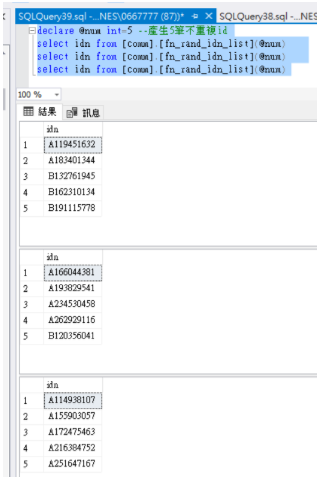 SQLQuery39.sql -...NES\0667777 (87))* SQLQuery38.sql -...NES
declare @num int=5 --產生5筆不重複id
select idn from [comm].[fn_rand_idn_list](@num)
select idn from [comm].[fn_rand_idn_list](@num)
select idn from [comm].[fn_rand_idn_list](@num)
100 %
結果 訊息
idn
1 A119451632
2 A183401344
3 B132761945
4 B162310134
5 B191115778
idn
1 A166044381
2 A193829541
3 A234530458
4 A262929116
5 B120356041
idn
1 A114938107
2 A155903057
3 A172475463
4 A216384752
5 A251647167